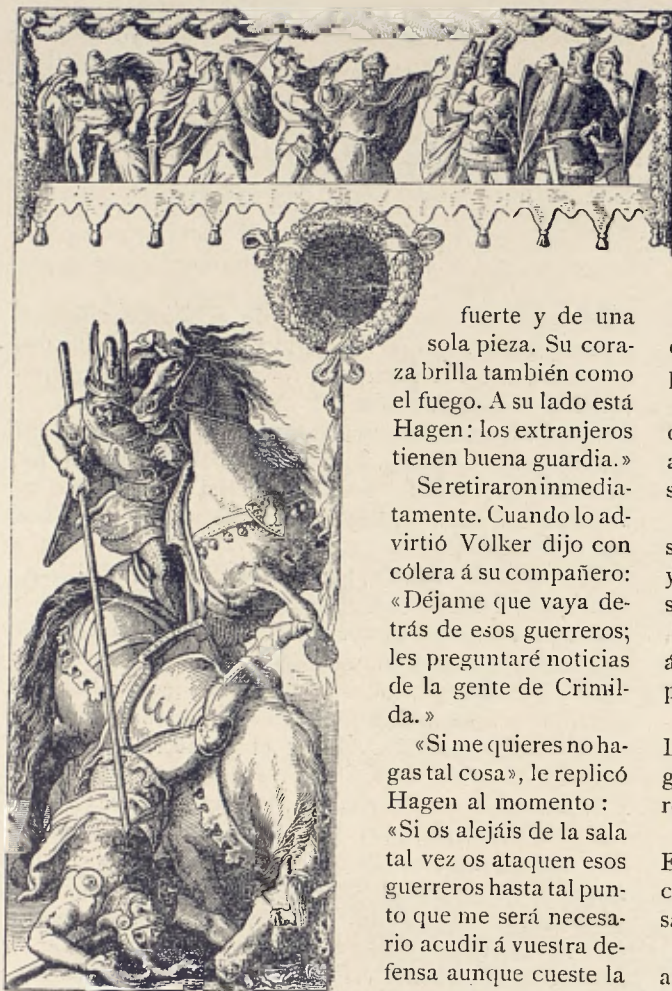 fuerte y de una
sola pieza. Su cora-
za brilla también como
el fuego. A su lado está
Hagen: los extranjeros
tienen buena guardia.»
Se retiraron inmedia-
tamente. Cuando lo ad-
virtió Volker dijo con
cólera á su compañero:
«Déjame que vaya de-
trás de esos guerreros;
les preguntaré noticias
de la gente de Crimil-
da.»
«Si me quieres no ha-
gas tal cosa», le replicó
Hagen al momento:
«Si os alejáis de la sala
tal vez os ataquen esos
guerreros hasta tal pun-
to que me será necesa-
rio acudir á vuestra de-
fensa aunque cueste la